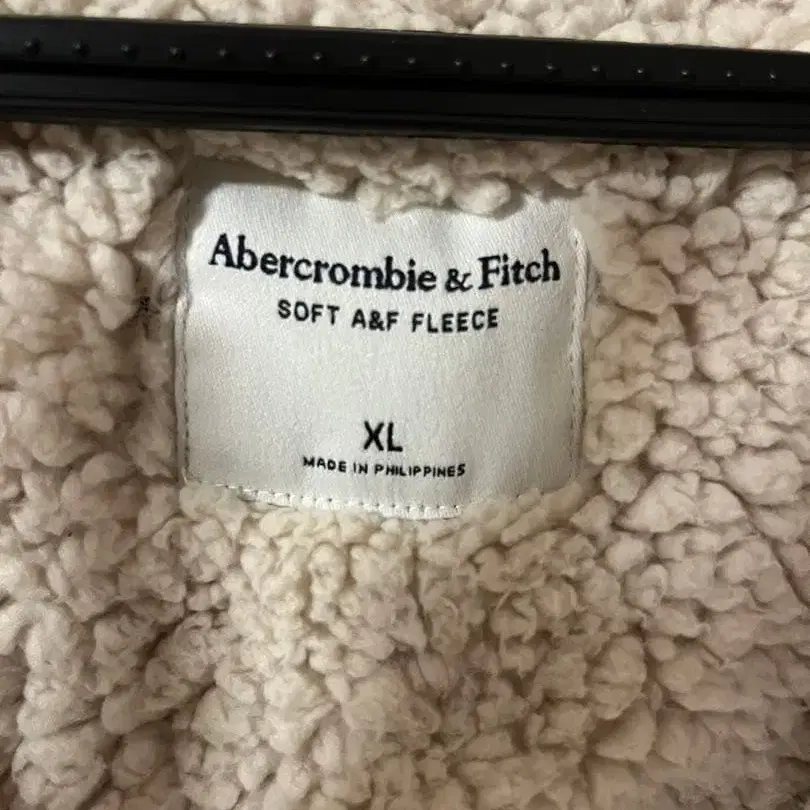 Abercrombie & Fitch
SOFT A&F FLEECE
XL
MADE IN PHILIPPINES